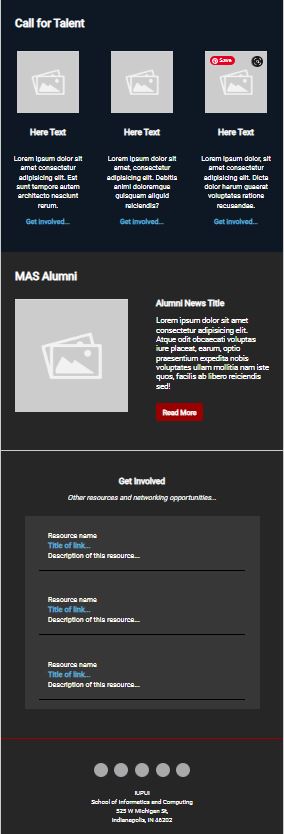 Call for Talent
Save
Here Text
Here Text
Here Text
Lorem ipsum dolor sit
amet consectetur
adipisicing elit. Est
sunt tempore autem
architecto nesciunt
rerum.
Lorem ipsum dolor sit
amet consectetur
adipisicing elit. Debitis
animi doloremque
quisquam aliquid
reiciendis?
Lorem ipsum dolor, sit
amet consectetur
adipisicing elit. Dicta
dolor harum quaerat
voluptates ratione
recusandae.
Get involved...
Get involved...
Get involved...
MAS Alumni
Alumni News Title
Lorem ipsum dolor sit amet
consectetur adipisicing elit.
Atque odit obcaecati voluptas
iure placeat, earum, optio
praesentium expedita nobis
voluptates ullam mollitia nam iste
quos, facilis ab libero reiciendis
sed!
Read More
Get Involved
Other resources and networking opportunities...
Resource name
Title of link...
Description of this resource...
Resource name
Title of link...
Description of this resource...
Resource name
Title of link...
Description of this resource...
IUPUI
School of Informatics and Computing
525 W Michigan St,
Indianapolis, IN 46202